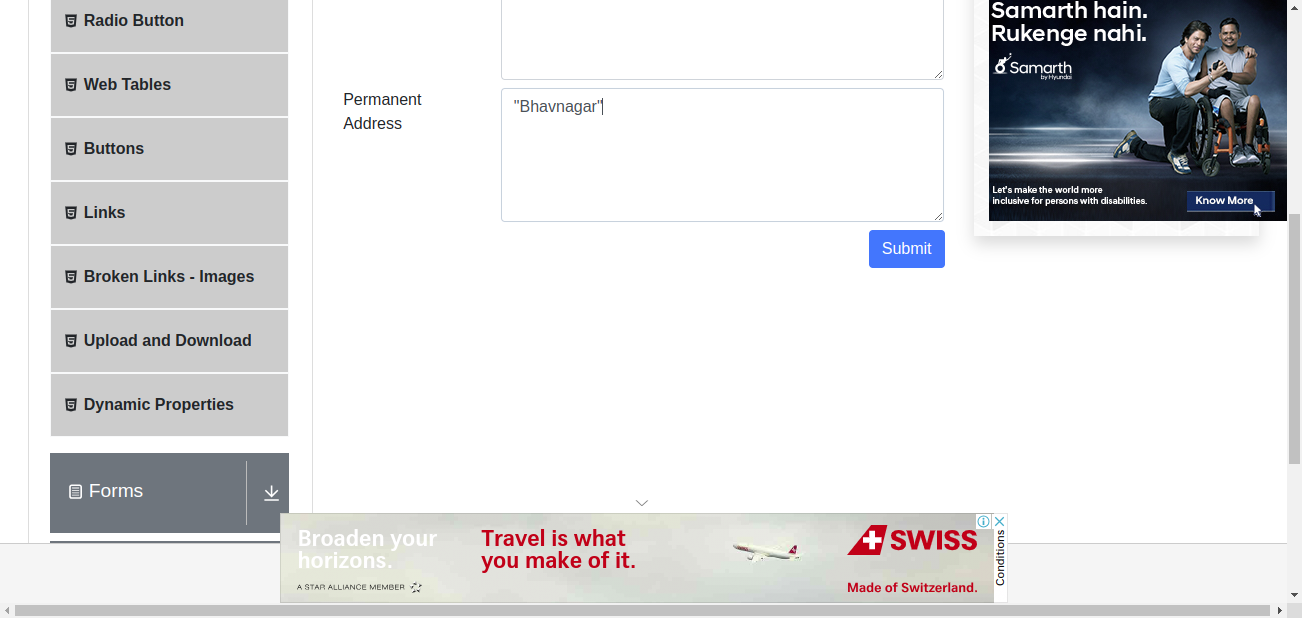 Radio Button
Web Tables
Buttons
Links
Broken Links - Images
Upload and Download
Dynamic Properties
Forms
Permanent
Address
"Bhavnagar"
Submit
Samarth hain.
Rukenge nahi.
Samarth
by Hyundai
Let's make the world more
inclusive for persons with disabilities.
Know More
Broaden your
horizons.
A STAR ALLIANCE MEMBER
Travel is what
you make of it.
SWISS
Made of Switzerland.
Conditions